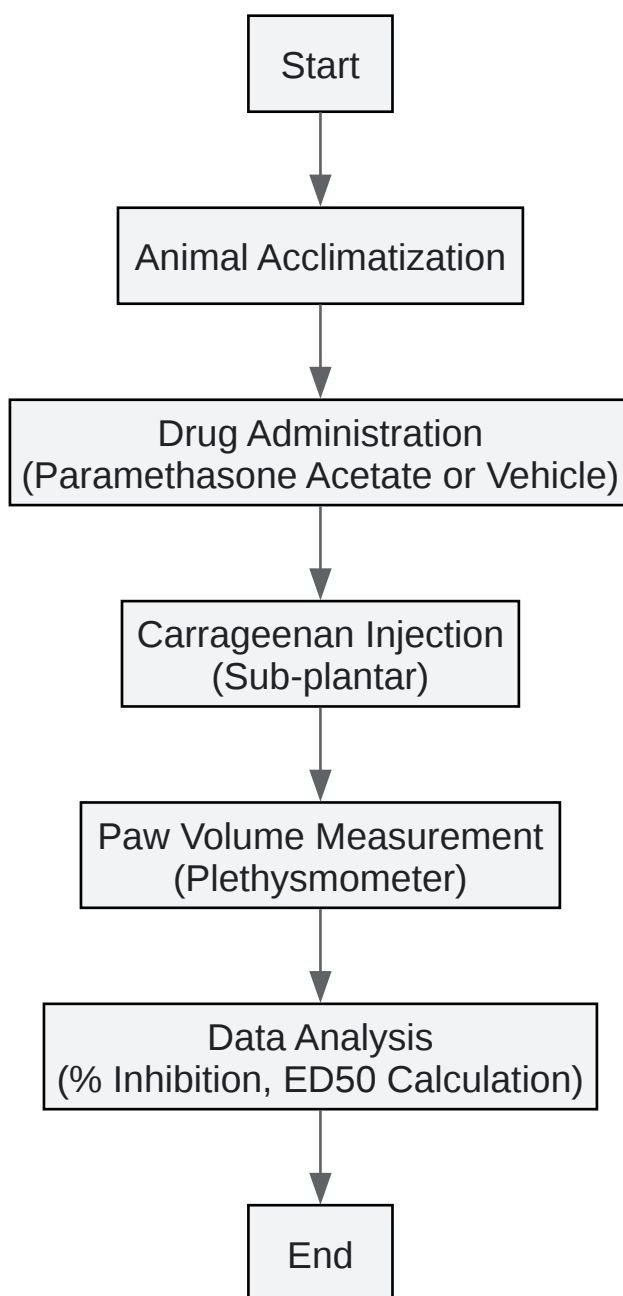 Start
Animal Acclimatization
Drug Administration
(Paramethasone Acetate or Vehicle)
Carrageenan Injection
(Sub-plantar)
Paw Volume Measurement
(Plethysmometer)
Data Analysis
(% Inhibition, ED50 Calculation)
End